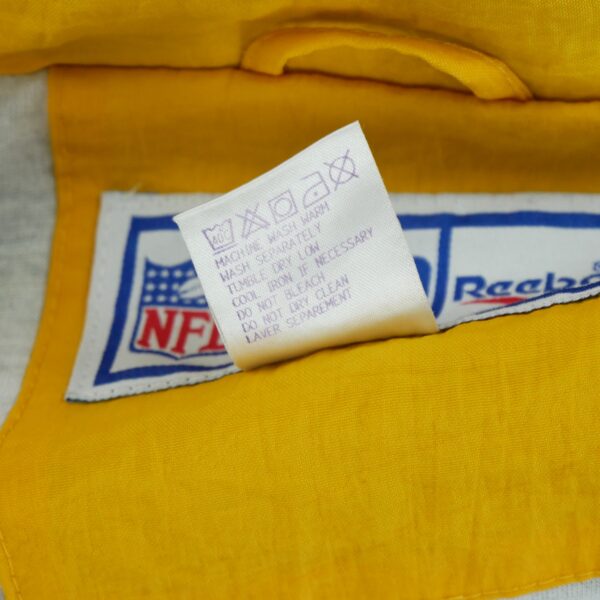 40
MACHINE WASH WARM
WASH SEPARATELY
TUMBLE DRY LOW
COOL IRON IF NECESSARY
DO NOT BLEACH
DO NOT DRY CLEAN
LAVER SEPAREMENT
NFL